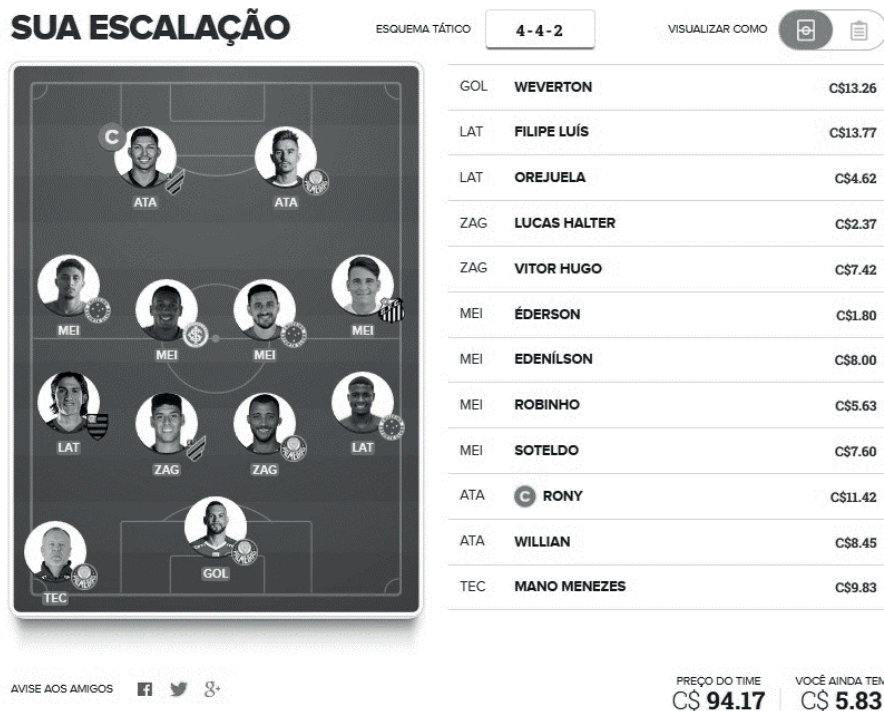 SUA ESCALAÇÃO
ESQUEMA TÁTICO 4-4-2
VISUALIZAR COMO
C
ATA ATA
MEI MEI MEI MEI
LAT ZAG ZAG LAT
GOL
TEC
GOL WEVERTON C$13.26
LAT FILIPE LUÍS C$13.77
LAT OREJUELA C$4.62
ZAG LUCAS HALTER C$2.37
ZAG VITOR HUGO C$7.42
MEI ÉDERSON C$1.80
MEI EDENÍLSON C$8.00
MEI ROBINHO C$5.63
MEI SOTELDO C$7.60
ATA C RONY C$11.42
ATA WILLIAN C$8.45
TEC MANO MENEZES C$9.83
AVISE AOS AMIGOS
PREÇO DO TIME
C$ 94.17
VOCÊ AINDA TEM
C$ 5.83